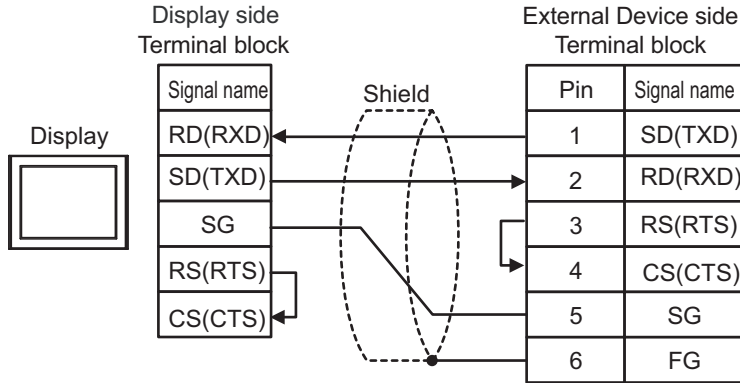 Display side
Terminal block
External Device side
Terminal block
Signal name
Shield
Pin
Signal name
Display
RD(RXD)
1
SD(TXD)
SD(TXD)
2
RD(RXD)
SG
3
RS(RTS)
RS(RTS)
4
CS(CTS)
CS(CTS)
5
SG
6
FG